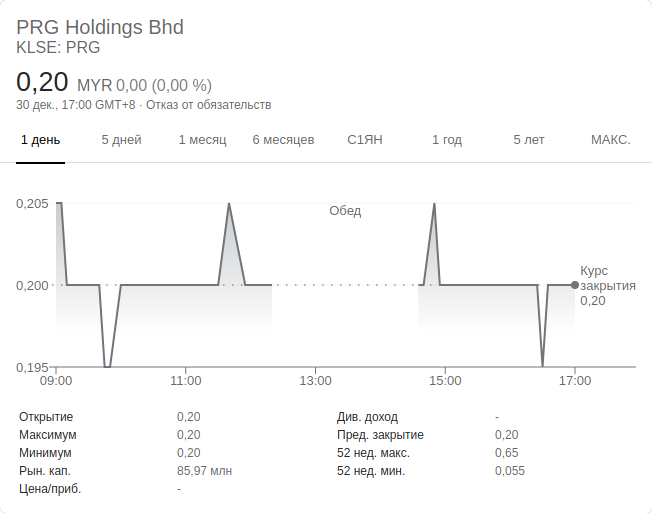 PRG Holdings Bhd
KLSE: PRG
0,20 MYR 0,00 (0,00 %)
30 дек., 17:00 GMT+8 · Отказ от обязательств
1 день 5 дней 1 месяц 6 месяцев С1ЯН 1 год 5 лет МАКС.
0,205
Обед
0,200
Курс
закрытия
0,20
0,195
09:00 11:00 13:00 15:00 17:00
Открытие 0,20 Див. доход -
Максимум 0,20 Пред. закрытие 0,20
Минимум 0,20 52 нед. макс. 0,65
Рын. кап. 85,97 млн 52 нед. мин. 0,055
Цена/приб. -